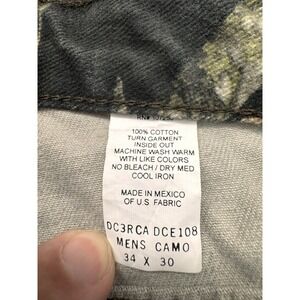 RN#
100% COTTON
TURN GARMENT
INSIDE OUT
MACHINE WASH WARM
WITH LIKE COLORS
NO BLEACH / DRY MED
COOL IRON
MADE IN MEXICO
OF U.S FABRIC
DC3RCA DCE108
MENS CAMO
34 X 30